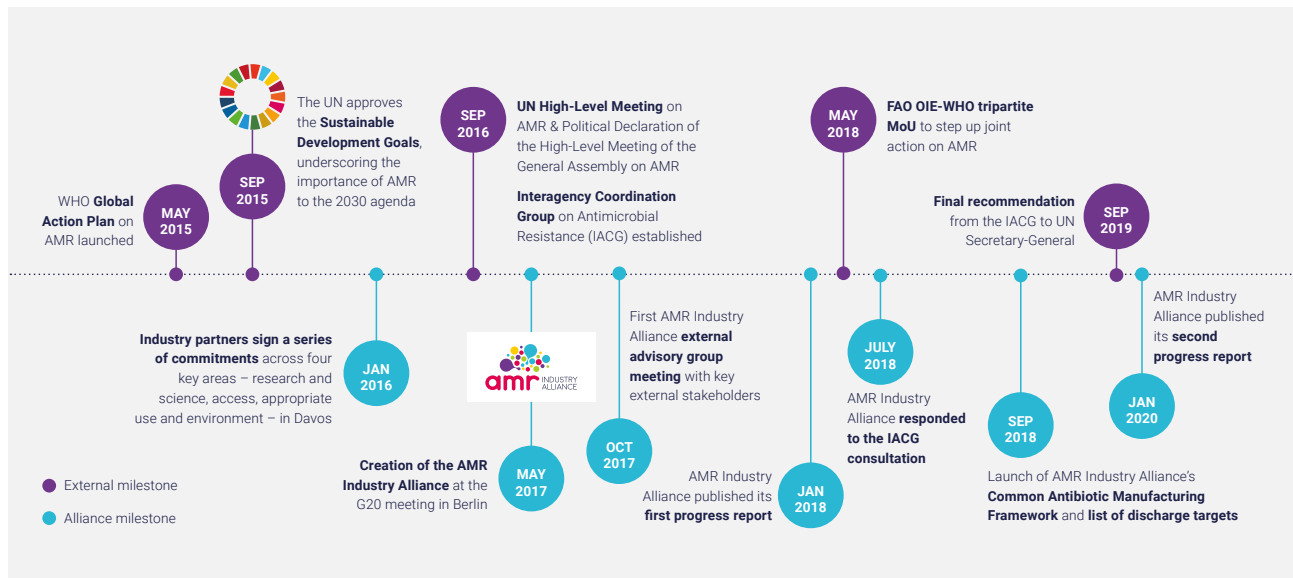 WHO Global
Action Plan on
AMR launched
MAY
2015
The UN approves
the Sustainable
Development Goals,
underscoring the
importance of AMR
to the 2030 agenda
SEP
2015
SEP
2016
UN High-Level Meeting on
AMR & Political Declaration of
the High-Level Meeting of the
General Assembly on AMR
Interagency Coordination
Group on Antimicrobial
Resistance (IACG) established
MAY
2018
FAO OIE-WHO tripartite
MoU to step up joint
action on AMR
Final recommendation
from the IACG to UN
Secretary-General
SEP
2019
Industry partners sign a series
of commitments across four
key areas – research and
science, access, appropriate
use and environment – in Davos
JAN
2016
amr INDUSTRY
ALLIANCE
Creation of the AMR
Industry Alliance at the
G20 meeting in Berlin
MAY
2017
First AMR Industry
Alliance external
advisory group
meeting with key
external stakeholders
OCT
2017
AMR Industry
Alliance published its
first progress report
JAN
2018
JULY
2018
AMR Industry
Alliance responded
to the IACG
consultation
SEP
2018
Launch of AMR Industry Alliance’s
Common Antibiotic Manufacturing
Framework and list of discharge targets
AMR Industry
Alliance published
its second
progress report
JAN
2020
External milestone
Alliance milestone